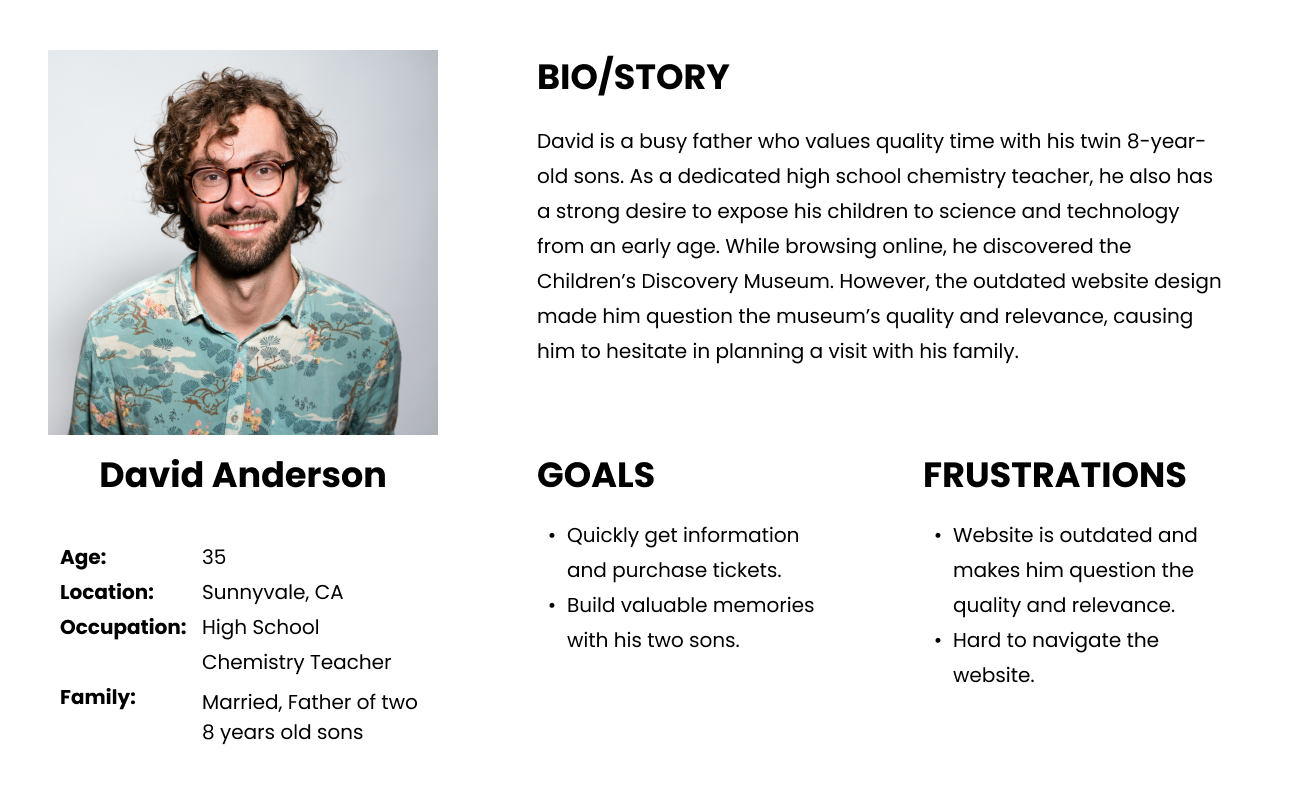 BIO/STORY
David is a busy father who values quality time with his twin 8-year-
old sons. As a dedicated high school chemistry teacher, he also has
a strong desire to expose his children to science and technology
from an early age. While browsing online, he discovered the
Children’s Discovery Museum. However, the outdated website design
made him question the museum’s quality and relevance, causing
him to hesitate in planning a visit with his family.
David Anderson
Age: 35
Location: Sunnyvale, CA
Occupation: High School
Chemistry Teacher
Family: Married, Father of two
8 years old sons
GOALS
• Quickly get information
and purchase tickets.
• Build valuable memories
with his two sons.
FRUSTRATIONS
• Website is outdated and
makes him question the
quality and relevance.
• Hard to navigate the
website.